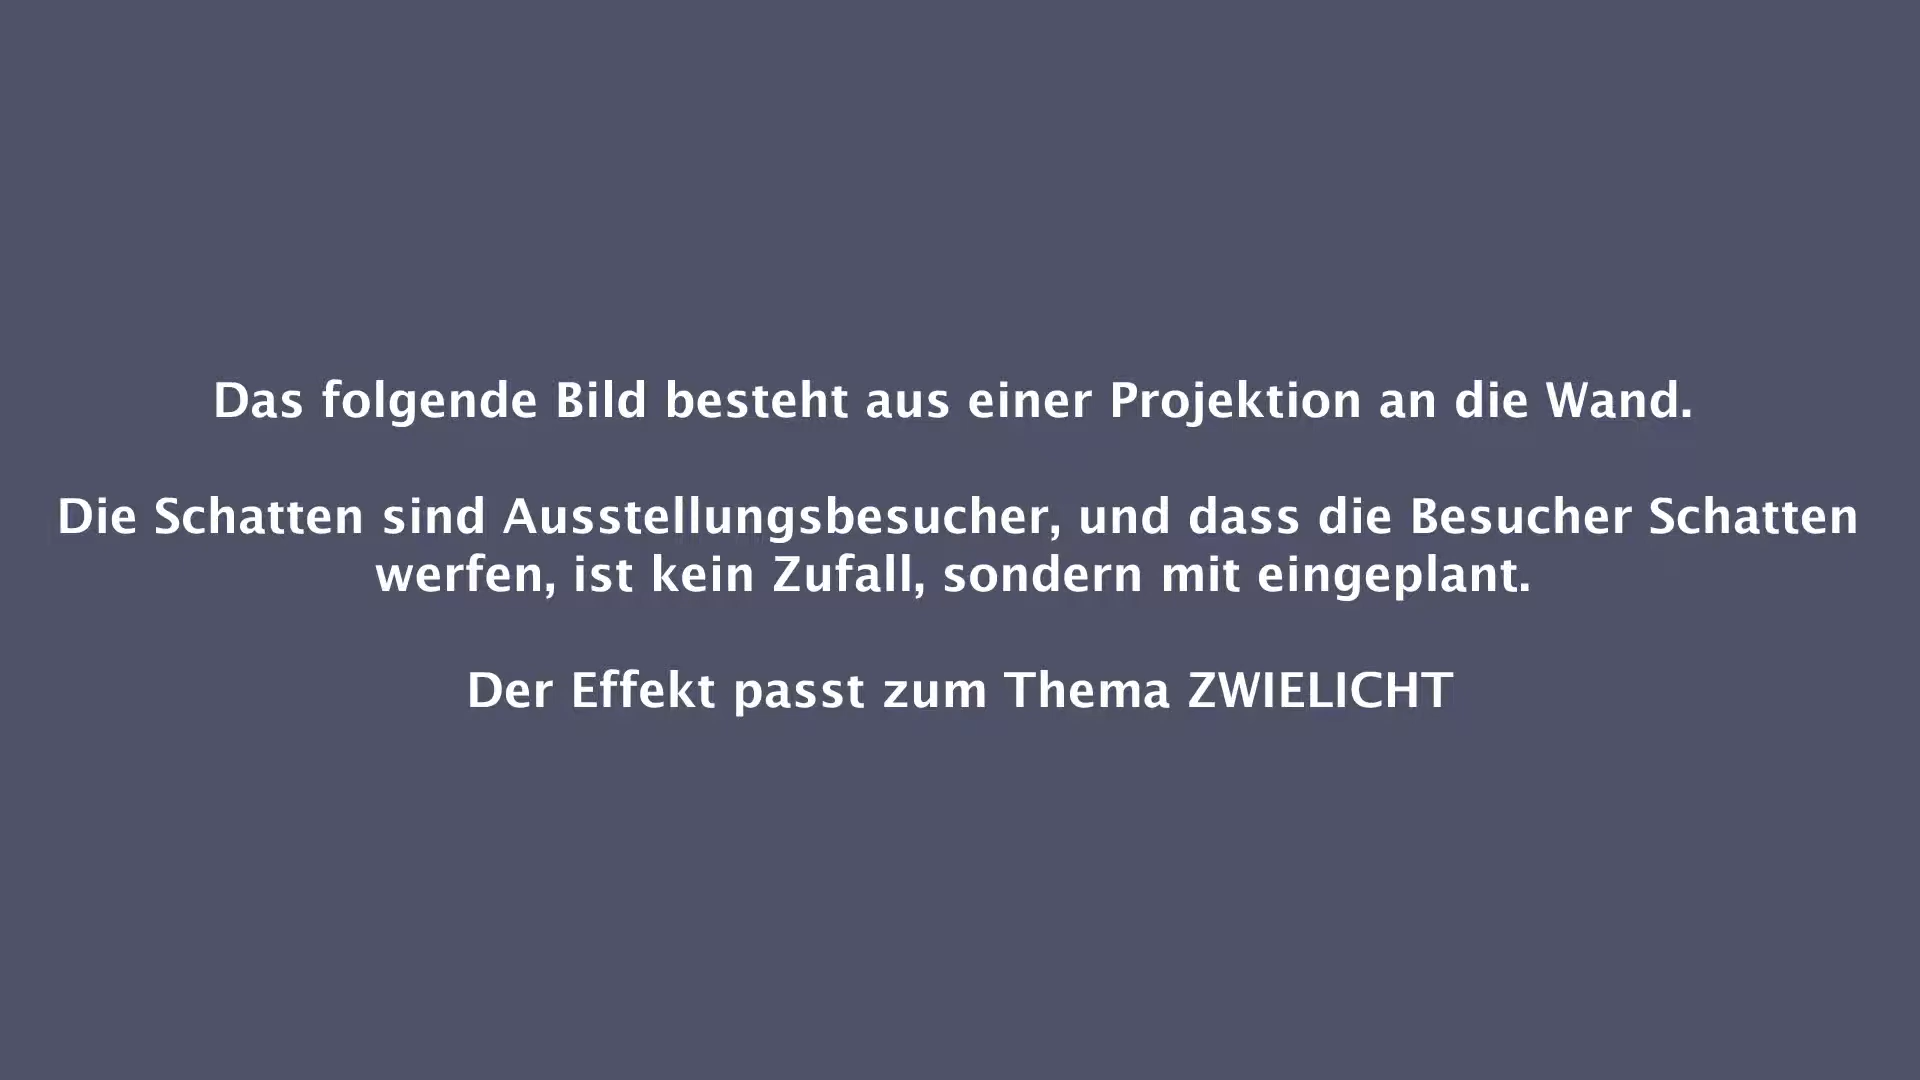 Das folgende Bild besteht aus einer Projektion an die Wand.
Die Schatten sind Ausstellungsbesucher, und dass die Besucher Schatten
werfen, ist kein Zufall, sondern mit eingeplant.
Der Effekt passt zum Thema ZWIELICHT